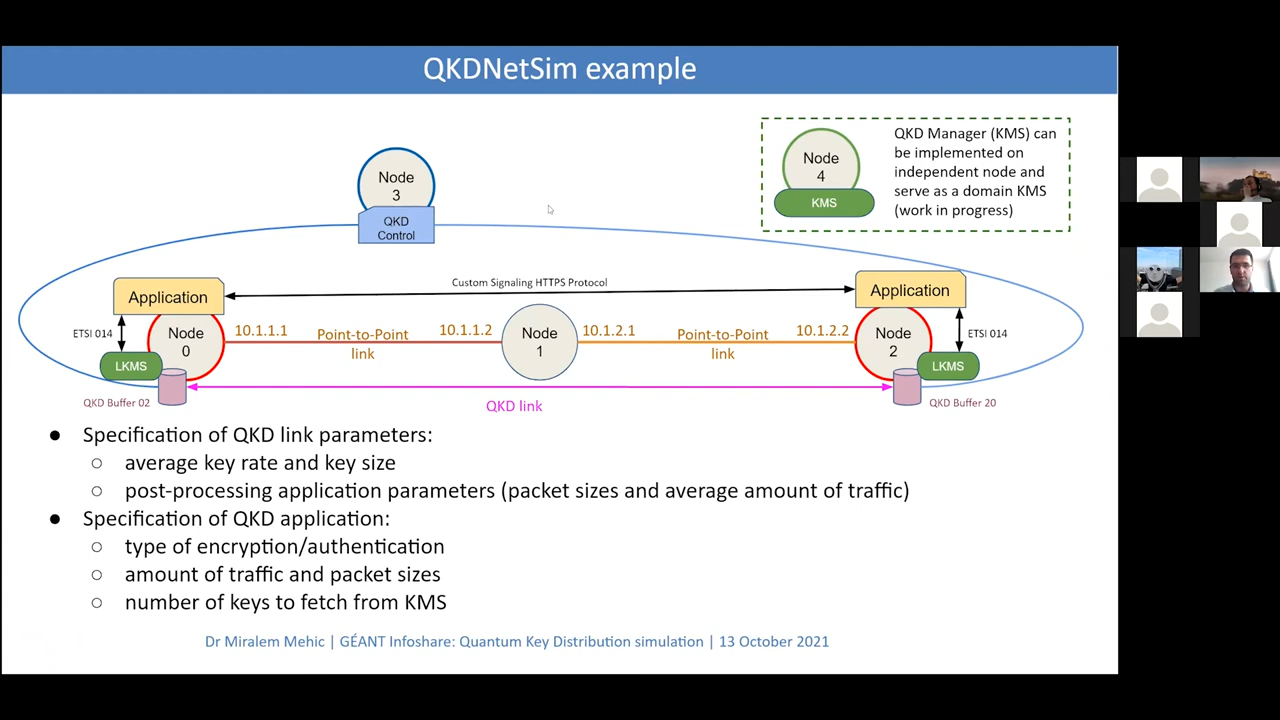 QKDNetSim example
Node
3
QKD
Control
Node
4
KMS
QKD Manager (KMS) can
be implemented on
independent node and
serve as a domain KMS
(work in progress)
Custom Signaling HTTPS Protocol
Application
Application
ETSI 014
Node
0
10.1.1.1
Point-to-Point
link
10.1.1.2
Node
1
10.1.2.1
Point-to-Point
link
10.1.2.2
Node
2
ETSI 014
LKMS
LKMS
QKD Buffer 02
QKD link
QKD Buffer 20
● Specification of QKD link parameters:
○ average key rate and key size
○ post-processing application parameters (packet sizes and average amount of traffic)
● Specification of QKD application:
○ type of encryption/authentication
○ amount of traffic and packet sizes
○ number of keys to fetch from KMS
Dr Miralem Mehic | GÉANT Infoshare: Quantum Key Distribution simulation | 13 October 2021